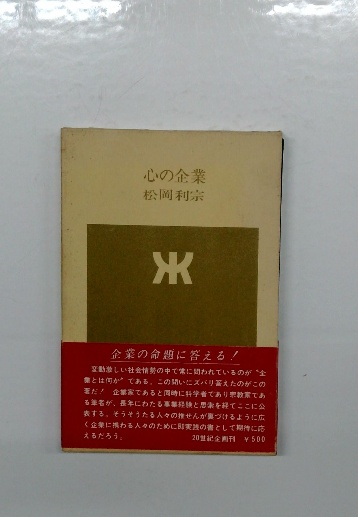 心の企業
松岡利宗
企業の命題に答える!
変動激しい社会情勢の中で常に問われているのが“企
業とは何か”である。この問いにズバリ答えたのがこの
著だ! 企業家であると同時に科学者であり宗教家であ
る筆者が、長年にわたる事業経験と思索を経てここに公
表する。そうそうたる人々の推せんが裏づけるように広
く企業に携わる人々のために即実践の書として期待に応
えるだろう。 20世紀企画刊 ￥500